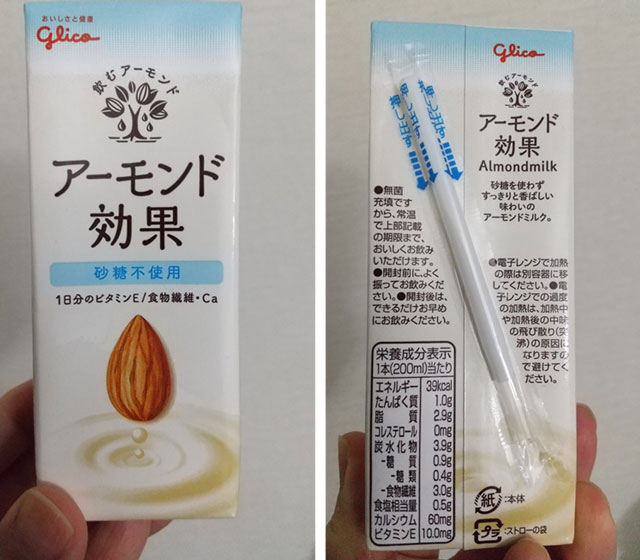 おいしさと健康
Glico
飲むアーモンド
アーモンド
効果
砂糖不使用
1日分のビタミンE/食物繊維・Ca
Glico
飲むアーモンド
アーモンド
効果
Almondmilk
砂糖を使わず
すっきりと香ばしい
味わいの
アーモンドミルク。
押して出す
押して出す
●無菌
充填です
から、常温
で上部記載
の期限まで、
おいしくお飲み
いただけます。
●開封前に、よく
振ってお飲みくだ
さい。●開封後は、
できるだけお早め
にお飲みください。
●電子レンジで加熱
の際は別容器に移
してください。●電
子レンジでの過度
の加熱は、加熱中
や加熱後の中味
の飛び散り(突
沸)の原因に
なりますの
で避けてく
ださい。
栄養成分表示
1本(200ml)当たり
エネルギー 39kcal
たんぱく質 1.0g
脂質 2.9g
コレステロール 0mg
炭水化物 3.9g
-糖質 0.9g
-糖類 0.4g
-食物繊維 3.0g
食塩相当量 0.5g
カルシウム 60mg
ビタミンE 10.0mg
紙:本体
プラ:ストローの袋